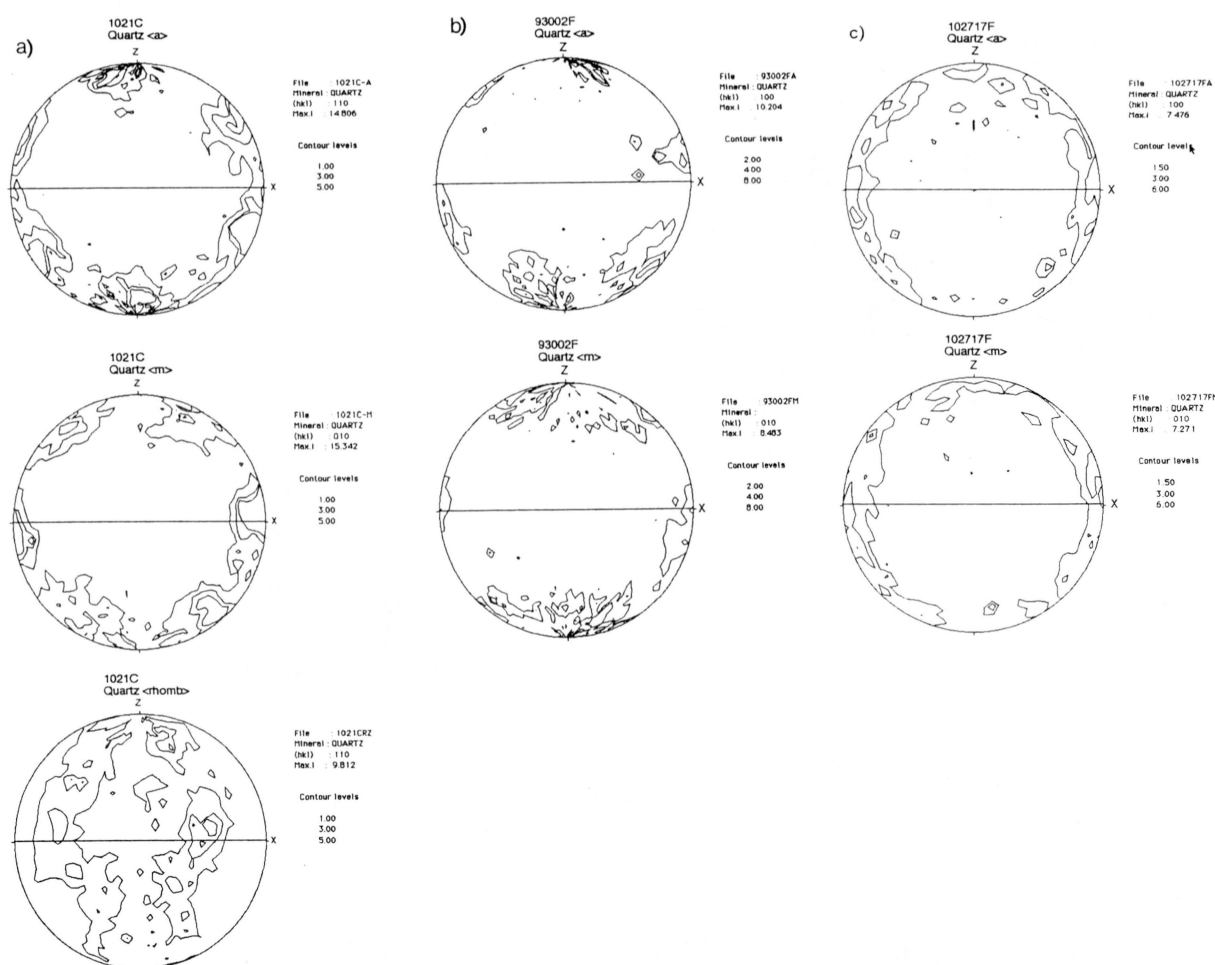 a)
1021C
Quartz <a>
Z
X
File : 1021C-A
Mineral : QUARTZ
(hkl) : 110
Max.I : 14.806
Contour levels
1.00
3.00
5.00
1021C
Quartz <m>
Z
X
File : 1021C-M
Mineral : QUARTZ
(hkl) : 010
Max.I : 15.342
Contour levels
1.00
3.00
5.00
1021C
Quartz <rhomb>
Z
X
File : 1021CRZ
Mineral : QUARTZ
(hkl) : 110
Max.I : 9.812
Contour levels
1.00
3.00
5.00
b)
93002F
Quartz <a>
Z
X
File : 93002FA
Mineral : QUARTZ
(hkl) : 100
Max.I : 10.204
Contour levels
2.00
4.00
8.00
93002F
Quartz <m>
Z
X
File : 93002FM
Mineral :
(hkl) : 010
Max.I : 8.483
Contour levels
2.00
4.00
8.00
c)
102717F
Quartz <a>
Z
X
File : 102717FA
Mineral : QUARTZ
(hkl) : 100
Max.I : 7.476
Contour levels
1.50
3.00
6.00
102717F
Quartz <m>
Z
X
Mineral : QUARTZ
(hkl) : 010
Max.I : 7.271
Contour levels
1.50
3.00
6.00